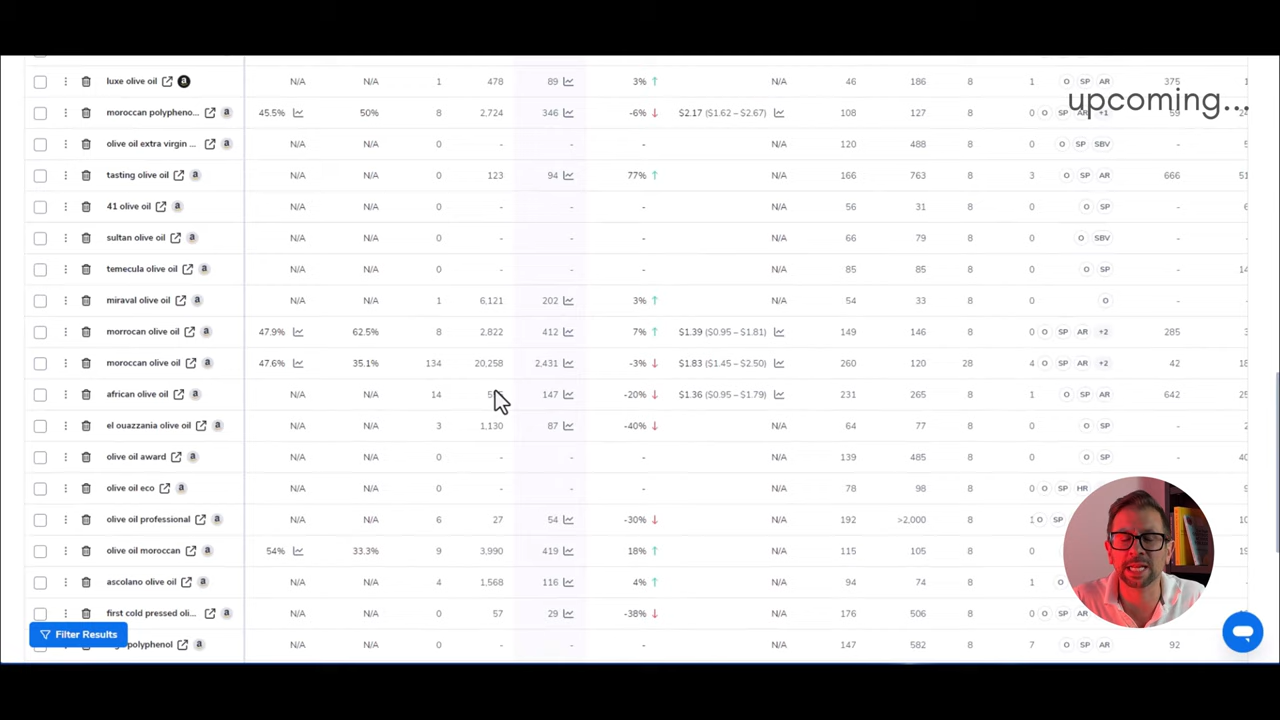 upcoming...
luxe olive oil N/A N/A 1 478 89 3% ↑ N/A 46 186 8 1 O SP AR 375
moroccan polypheno... 45.5% 50% 8 2,724 346 -6% ↓ $2.17 ($1.62 – $2.67) 108 127 8 0 O SP AR +1 59
olive oil extra virgin ... N/A N/A 0 - - - N/A 120 488 8 0 O SP SBV -
tasting olive oil N/A N/A 0 123 94 77% ↑ N/A 166 763 8 3 O SP AR 666
41 olive oil N/A N/A 0 - - - N/A 56 31 8 0 O SP -
sultan olive oil N/A N/A 0 - - - N/A 66 79 8 0 O SBV -
temecula olive oil N/A N/A 0 - - - N/A 85 85 8 0 O SP -
miraval olive oil N/A N/A 1 6,121 202 3% ↑ N/A 54 33 8 0 O -
morrocan olive oil 47.9% 62.5% 8 2,822 412 7% ↑ $1.39 ($0.95 – $1.81) 149 146 8 0 O SP AR +2 285
moroccan olive oil 47.6% 35.1% 134 20,258 2,431 -3% ↓ $1.83 ($1.45 – $2.50) 260 120 28 4 O SP AR +2 42
african olive oil N/A N/A 14 147 -20% ↓ $1.36 ($0.95 – $1.79) 231 265 8 1 O SP AR 642
el ouazzania olive oil N/A N/A 3 1,130 87 -40% ↓ N/A 64 77 8 0 O SP -
olive oil award N/A N/A 0 - - - N/A 139 485 8 0 O SP -
olive oil eco N/A N/A 0 - - - N/A 78 98 8 0 O SP HR
olive oil professional N/A N/A 6 27 54 -30% ↓ N/A 192 >2,000 8 1 O SP
olive oil moroccan 54% 33.3% 9 3,990 419 18% ↑ N/A 115 105 8 0
ascolano olive oil N/A N/A 4 1,568 116 4% ↑ N/A 94 74 8 1 O
first cold pressed oli... N/A N/A 0 57 29 -38% ↓ N/A 176 506 8 0 O SP AR
Filter Results
polyphenol N/A N/A 0 - - - N/A 147 582 8 7 O SP AR 92